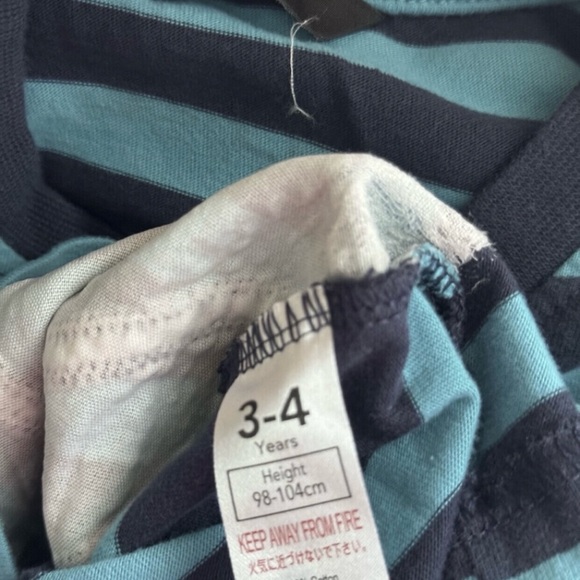 3-4
Years
Height
98-104cm
KEEP AWAY FROM FIRE
火気に近づけないで下さい。
Cotton